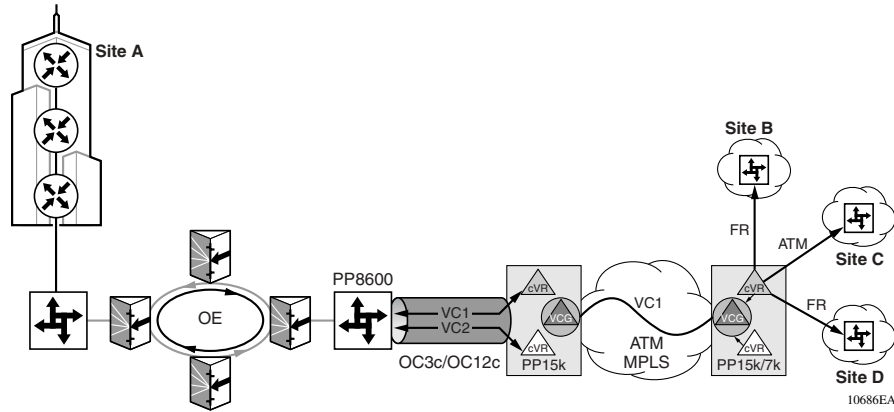 Site A
Site B
FR
ATM
Site C
FR
Site D
OE
PP8600
VC1
VC2
OC3c/OC12c
cVR
VCG
cVR
PP15k
VC1
ATM
MPLS
cVR
VCG
cVR
PP15k/7k
10686EA